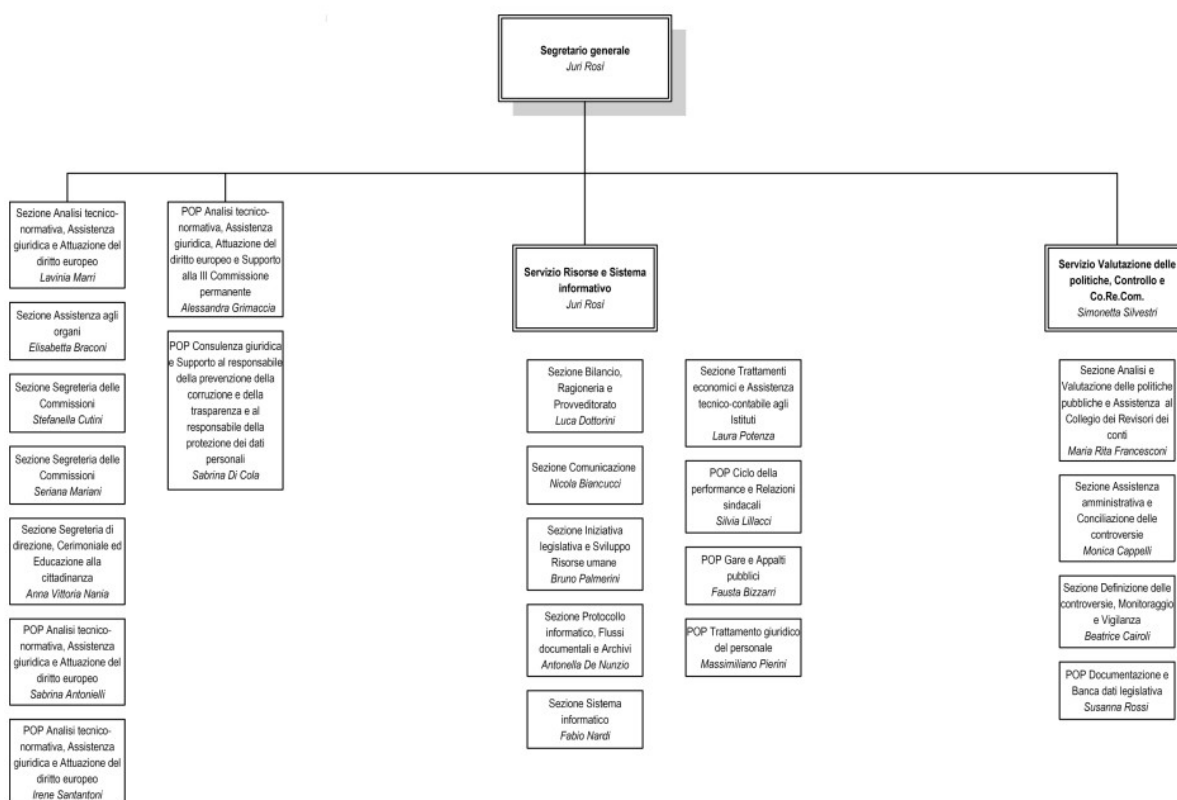 Segretario generale
Juri Rosi
Sezione Analisi tecnico-
normativa, Assistenza
giuridica e Attuazione del
diritto europeo
Lavinia Marri
Sezione Assistenza agli
organi
Elisabetta Braconi
Sezione Segreteria delle
Commissioni
Stefanella Cutini
Sezione Segreteria delle
Commissioni
Seriana Mariani
Sezione Segreteria di
direzione, Cerimoniale ed
Educazione alla
cittadinanza
Anna Vittoria Nania
POP Analisi tecnico-
normativa, Assistenza
giuridica e Attuazione del
diritto europeo
Sabrina Antonielli
POP Analisi tecnico-
normativa, Assistenza
giuridica e Attuazione del
diritto europeo
Irene Santantoni
POP Analisi tecnico-
normativa, Assistenza
giuridica, Attuazione del
diritto europeo e Supporto
alla III Commissione
permanente
Alessandra Grimaccia
POP Consulenza giuridica
e Supporto al responsabile
della prevenzione della
corruzione e della
trasparenza e al
responsabile della
protezione dei dati
personali
Sabrina Di Cola
Servizio Risorse e Sistema
informativo
Juri Rosi
Sezione Bilancio,
Ragioneria e
Provveditorato
Luca Dottorini
Sezione Comunicazione
Nicola Biancucci
Sezione Iniziativa
legislativa e Sviluppo
Risorse umane
Bruno Palmerini
Sezione Protocollo
informatico, Flussi
documentali e Archivi
Antonella De Nunzio
Sezione Sistema
informatico
Fabio Nardi
Sezione Trattamenti
economici e Assistenza
tecnico-contabile agli
Istituti
Laura Potenza
POP Ciclo della
performance e Relazioni
sindacali
Silvia Lillacci
POP Gare e Appalti
pubblici
Fausta Bizzarri
POP Trattamento giuridico
del personale
Massimiliano Pierini
Servizio Valutazione delle
politiche, Controllo e
Co.Re.Com.
Simonetta Silvestri
Sezione Analisi e
Valutazione delle politiche
pubbliche e Assistenza al
Collegio dei Revisori dei
conti
Maria Rita Francesconi
Sezione Assistenza
amministrativa e
Conciliazione delle
controversie
Monica Cappelli
Sezione Definizione delle
controversie, Monitoraggio
e Vigilanza
Beatrice Cairoli
POP Documentazione e
Banca dati legislativa
Susanna Rossi